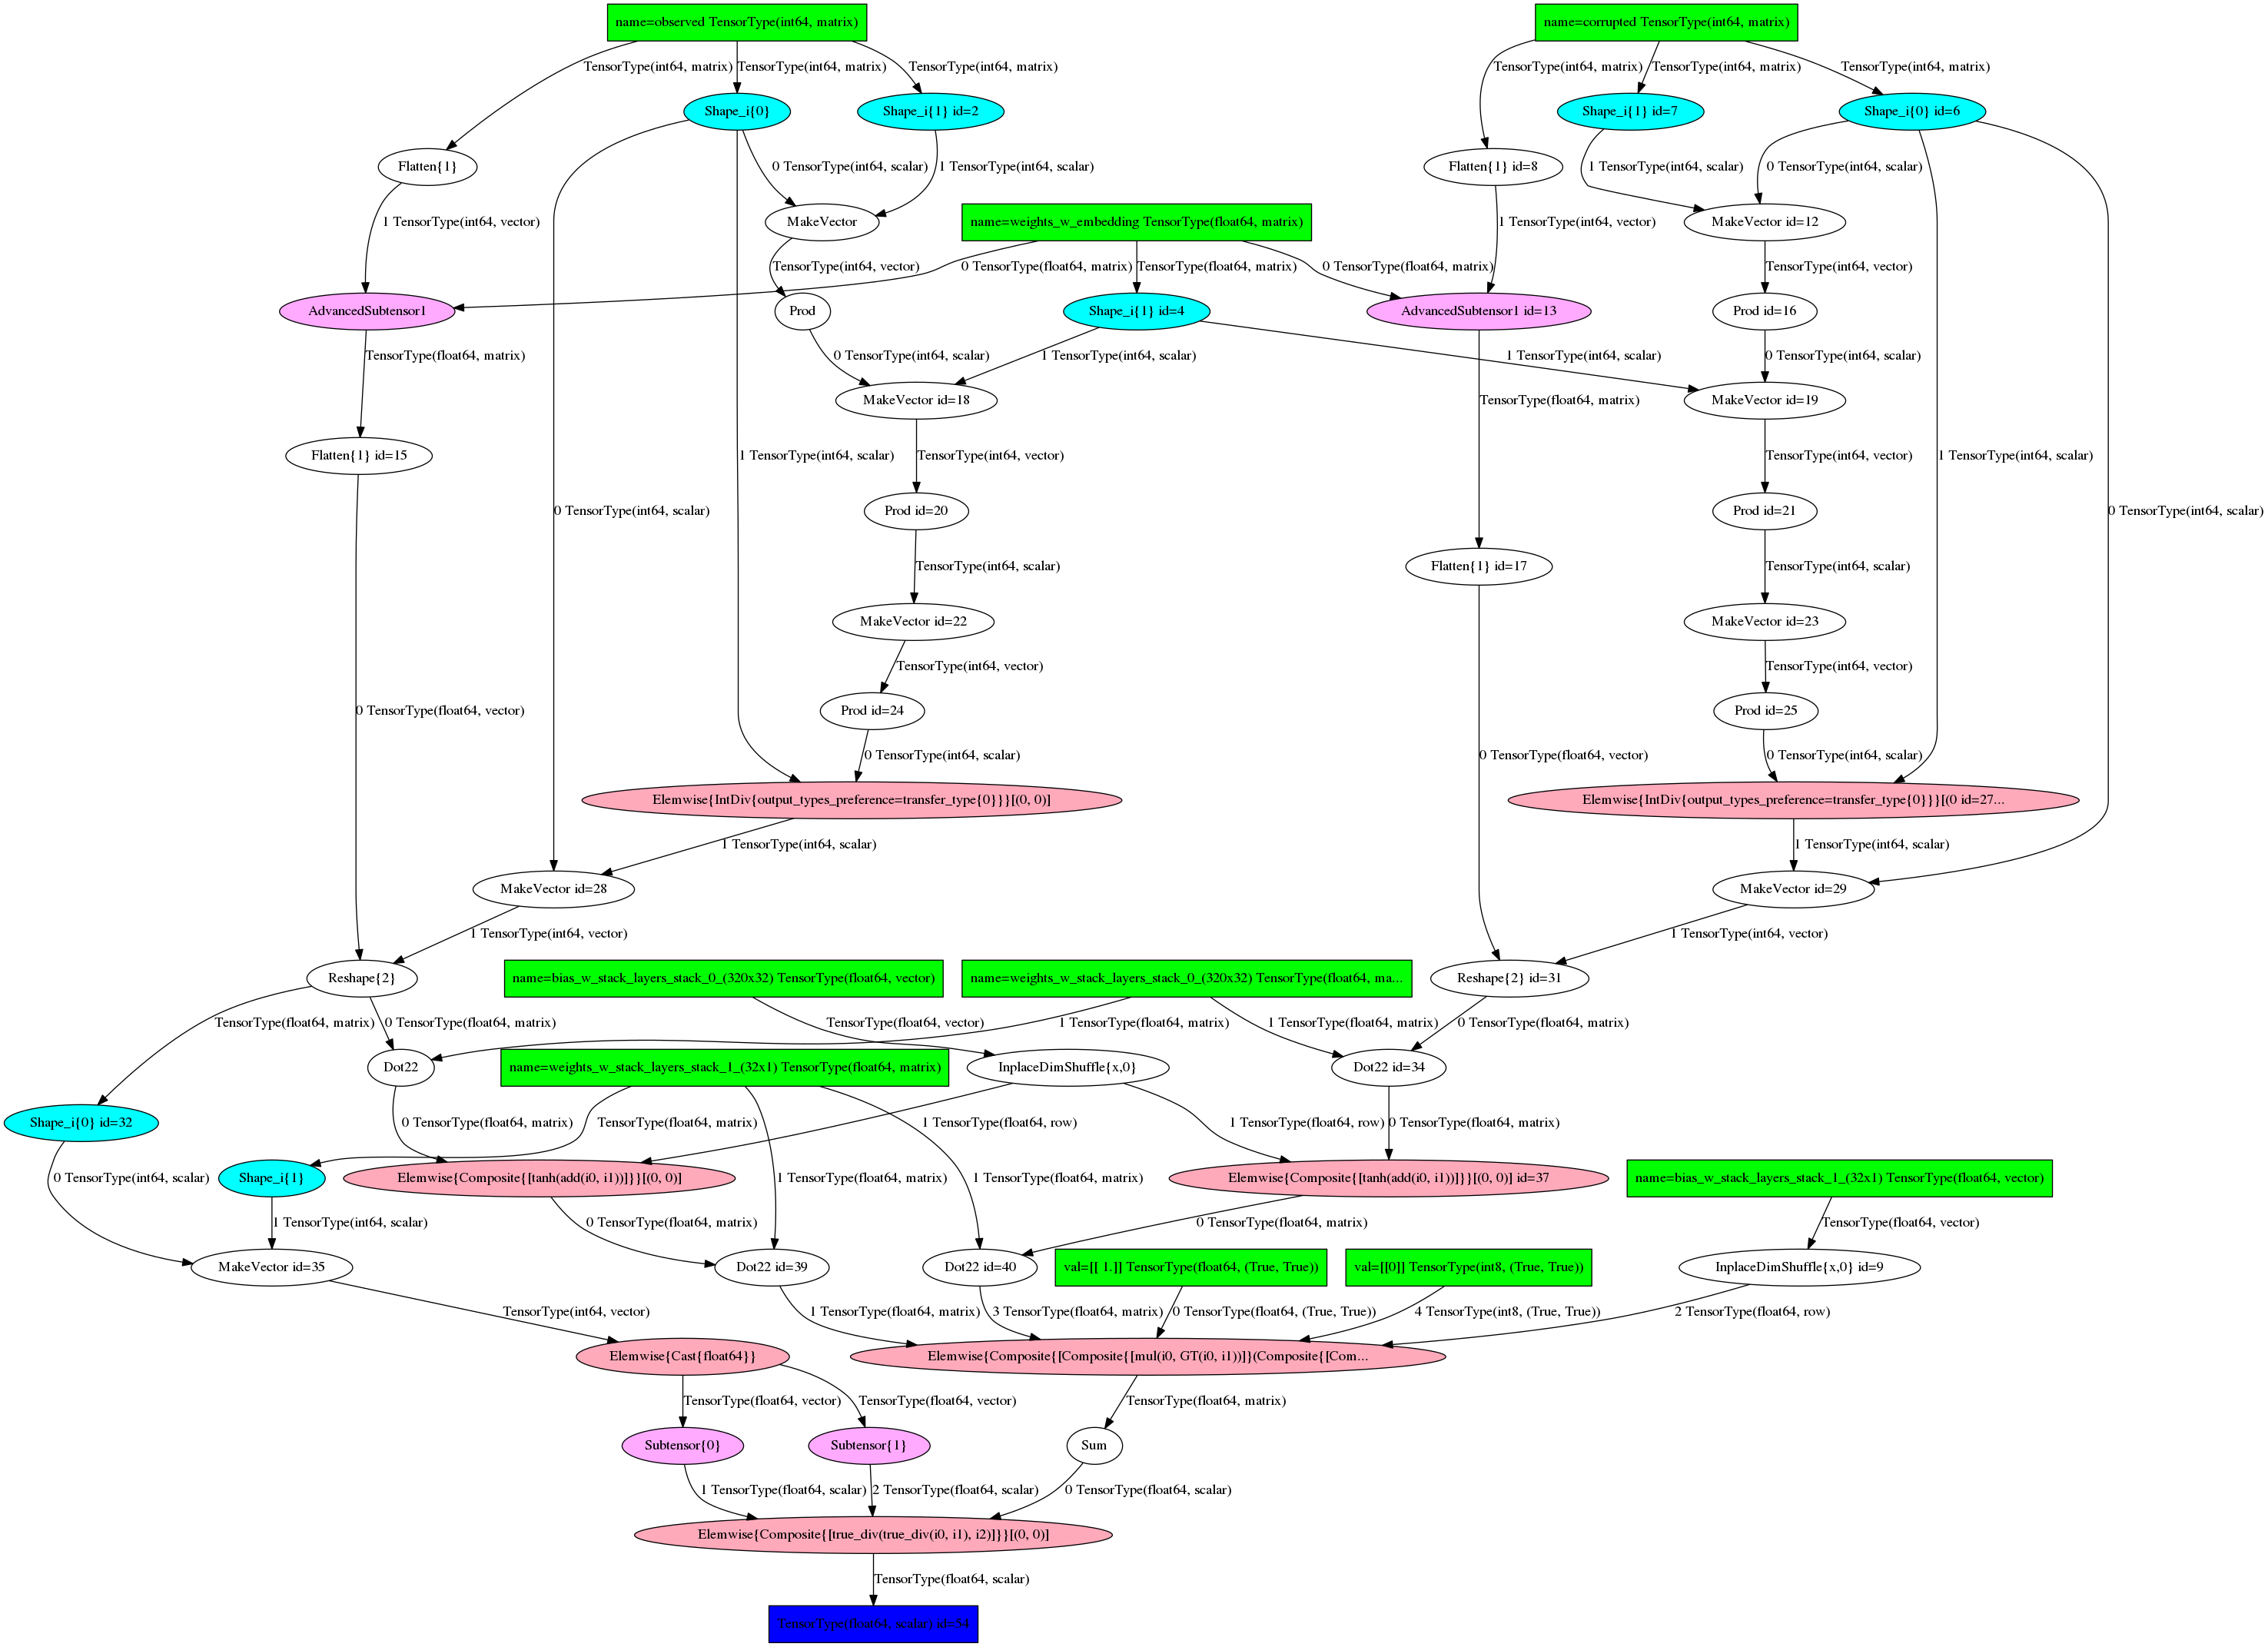 name=observed TensorType(int64, matrix)
name=corrupted TensorType(int64, matrix)
TensorType(int64, matrix)
TensorType(int64, matrix)
TensorType(int64, matrix)
TensorType(int64, matrix)
TensorType(int64, matrix)
TensorType(int64, matrix)
Shape_i{0}
Shape_i{1} id=2
Shape_i{1} id=7
Shape_i{0} id=6
Flatten{1}
0 TensorType(int64, scalar)
1 TensorType(int64, scalar)
Flatten{1} id=8
1 TensorType(int64, scalar)
0 TensorType(int64, scalar)
1 TensorType(int64, vector)
MakeVector
name=weights_w_embedding TensorType(float64, matrix)
1 TensorType(int64, vector)
MakeVector id=12
TensorType(int64, vector)
0 TensorType(float64, matrix)
TensorType(float64, matrix)
0 TensorType(float64, matrix)
TensorType(int64, vector)
AdvancedSubtensor1
Prod
Shape_i{1} id=4
AdvancedSubtensor1 id=13
Prod id=16
TensorType(float64, matrix)
0 TensorType(int64, scalar)
1 TensorType(int64, scalar)
1 TensorType(int64, scalar)
0 TensorType(int64, scalar)
MakeVector id=18
TensorType(float64, matrix)
MakeVector id=19
Flatten{1} id=15
1 TensorType(int64, scalar)
TensorType(int64, vector)
TensorType(int64, vector)
1 TensorType(int64, scalar)
0 TensorType(int64, scalar)
Prod id=20
Prod id=21
0 TensorType(int64, scalar)
TensorType(int64, scalar)
Flatten{1} id=17
TensorType(int64, scalar)
MakeVector id=22
MakeVector id=23
TensorType(int64, vector)
TensorType(int64, vector)
0 TensorType(float64, vector)
Prod id=24
Prod id=25
0 TensorType(int64, scalar)
0 TensorType(float64, vector)
0 TensorType(int64, scalar)
Elemwise{IntDiv{output_types_preference=transfer_type{0}}}[(0, 0)]
Elemwise{IntDiv{output_types_preference=transfer_type{0}}}[(0 id=27...
1 TensorType(int64, scalar)
1 TensorType(int64, scalar)
MakeVector id=28
MakeVector id=29
1 TensorType(int64, vector)
1 TensorType(int64, vector)
Reshape{2}
name=bias_w_stack_layers_stack_0_(320x32) TensorType(float64, vector)
name=weights_w_stack_layers_stack_0_(320x32) TensorType(float64, ma...
Reshape{2} id=31
TensorType(float64, matrix)
0 TensorType(float64, matrix)
TensorType(float64, vector)
1 TensorType(float64, matrix)
1 TensorType(float64, matrix)
0 TensorType(float64, matrix)
Dot22
name=weights_w_stack_layers_stack_1_(32x1) TensorType(float64, matrix)
InplaceDimShuffle{x,0}
Dot22 id=34
Shape_i{0} id=32
0 TensorType(float64, matrix)
TensorType(float64, matrix)
1 TensorType(float64, row)
1 TensorType(float64, row)
0 TensorType(float64, matrix)
0 TensorType(int64, scalar)
Shape_i{1}
Elemwise{Composite{[tanh(add(i0, i1))]}}[(0, 0)]
1 TensorType(float64, matrix)
1 TensorType(float64, matrix)
Elemwise{Composite{[tanh(add(i0, i1))]}}[(0, 0)] id=37
name=bias_w_stack_layers_stack_1_(32x1) TensorType(float64, vector)
1 TensorType(int64, scalar)
0 TensorType(float64, matrix)
0 TensorType(float64, matrix)
TensorType(float64, vector)
MakeVector id=35
Dot22 id=39
Dot22 id=40
val=[[ 1.]] TensorType(float64, (True, True))
val=[[0]] TensorType(int8, (True, True))
InplaceDimShuffle{x,0} id=9
TensorType(int64, vector)
1 TensorType(float64, matrix)
3 TensorType(float64, matrix)
0 TensorType(float64, (True, True))
4 TensorType(int8, (True, True))
2 TensorType(float64, row)
Elemwise{Cast{float64}}
Elemwise{Composite{[Composite{[mul(i0, GT(i0, i1))]}(Composite{[Com...
TensorType(float64, vector)
TensorType(float64, vector)
TensorType(float64, matrix)
Subtensor{0}
Subtensor{1}
Sum
1 TensorType(float64, scalar)
2 TensorType(float64, scalar)
0 TensorType(float64, scalar)
Elemwise{Composite{[true_div(true_div(i0, i1), i2)]}}[(0, 0)]
TensorType(float64, scalar)
TensorType(float64, scalar) id=54